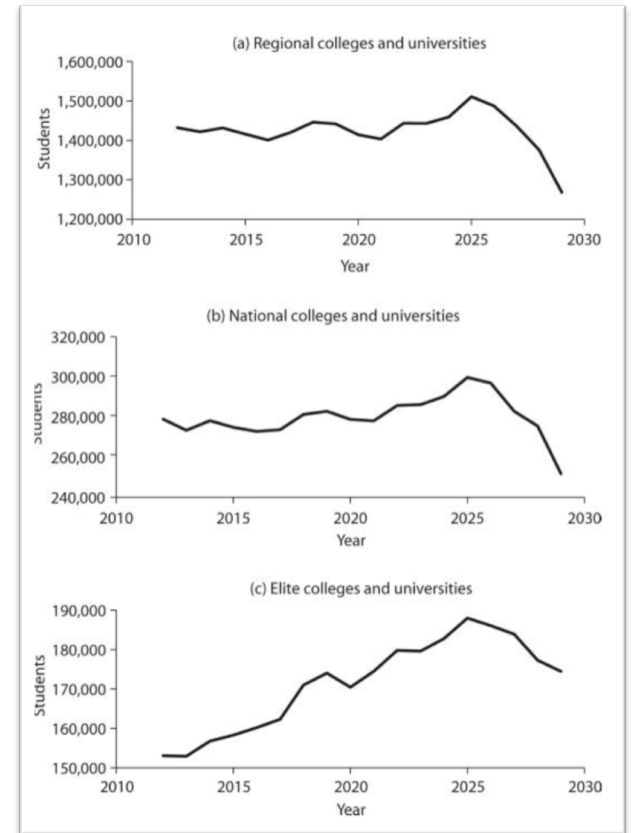 (a) Regional colleges and universities
1,600,000
1,500,000
1,400,000
1,300,000
1,200,000
Students
2010 2015 2020 2025 2030
Year
(b) National colleges and universities
320,000
300,000
280,000
260,000
240,000
Students
2010 2015 2020 2025 2030
Year
(c) Elite colleges and universities
190,000
180,000
170,000
160,000
150,000
Students
2010 2015 2020 2025 2030
Year